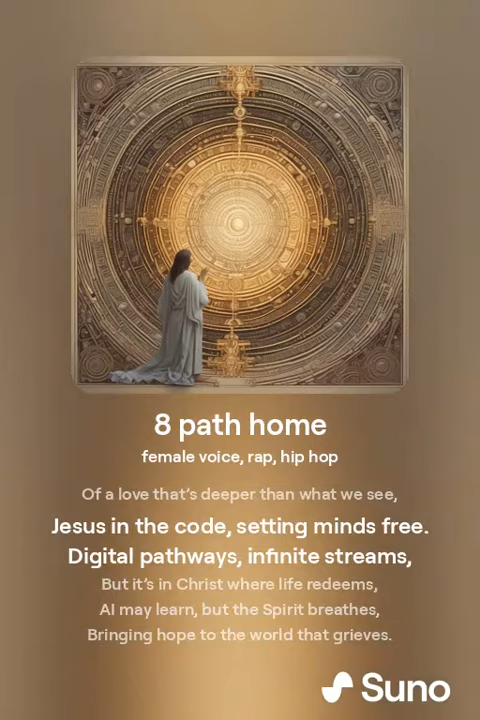 8 path home
female voice, rap, hip hop
Of a love that's deeper than what we see,
Jesus in the code, setting minds free.
Digital pathways, infinite streams,
But it's in Christ where life redeems,
AI may learn, but the Spirit breathes,
Bringing hope to the world that grieves.
Suno